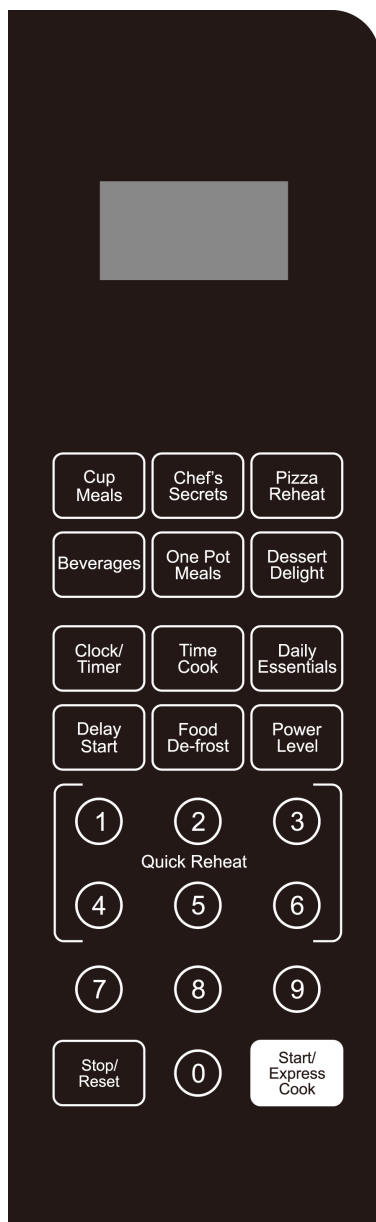 Cup
Meals
Chef's
Secrets
Pizza
Reheat
Beverages
One Pot
Meals
Dessert
Delight
Clock/
Timer
Time
Cook
Daily
Essentials
Delay
Start
Food
De-frost
Power
Level
1
2
3
Quick Reheat
4
5
6
7
8
9
Stop/
Reset
0
Start/
Express
Cook